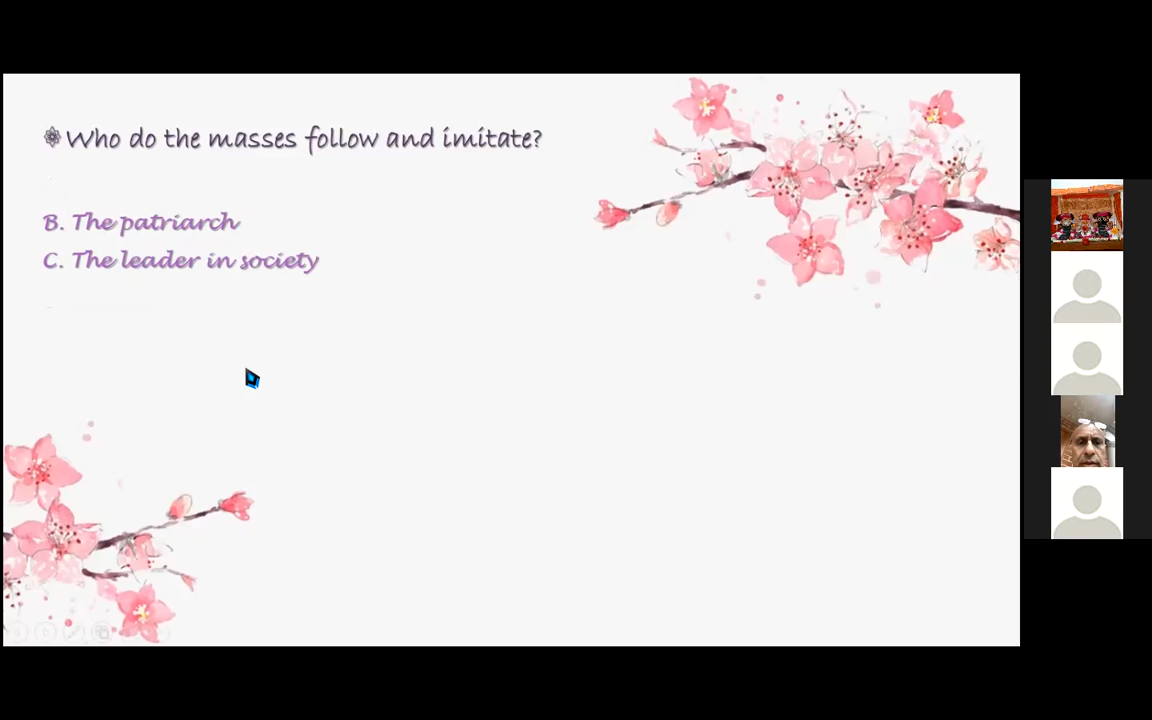 Who do the masses follow and imitate?
B. The patriarch
C. The leader in society